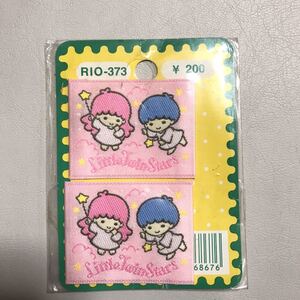 RIO-373
¥ 200
Little Twin Stars
Little Twin Stars
68676